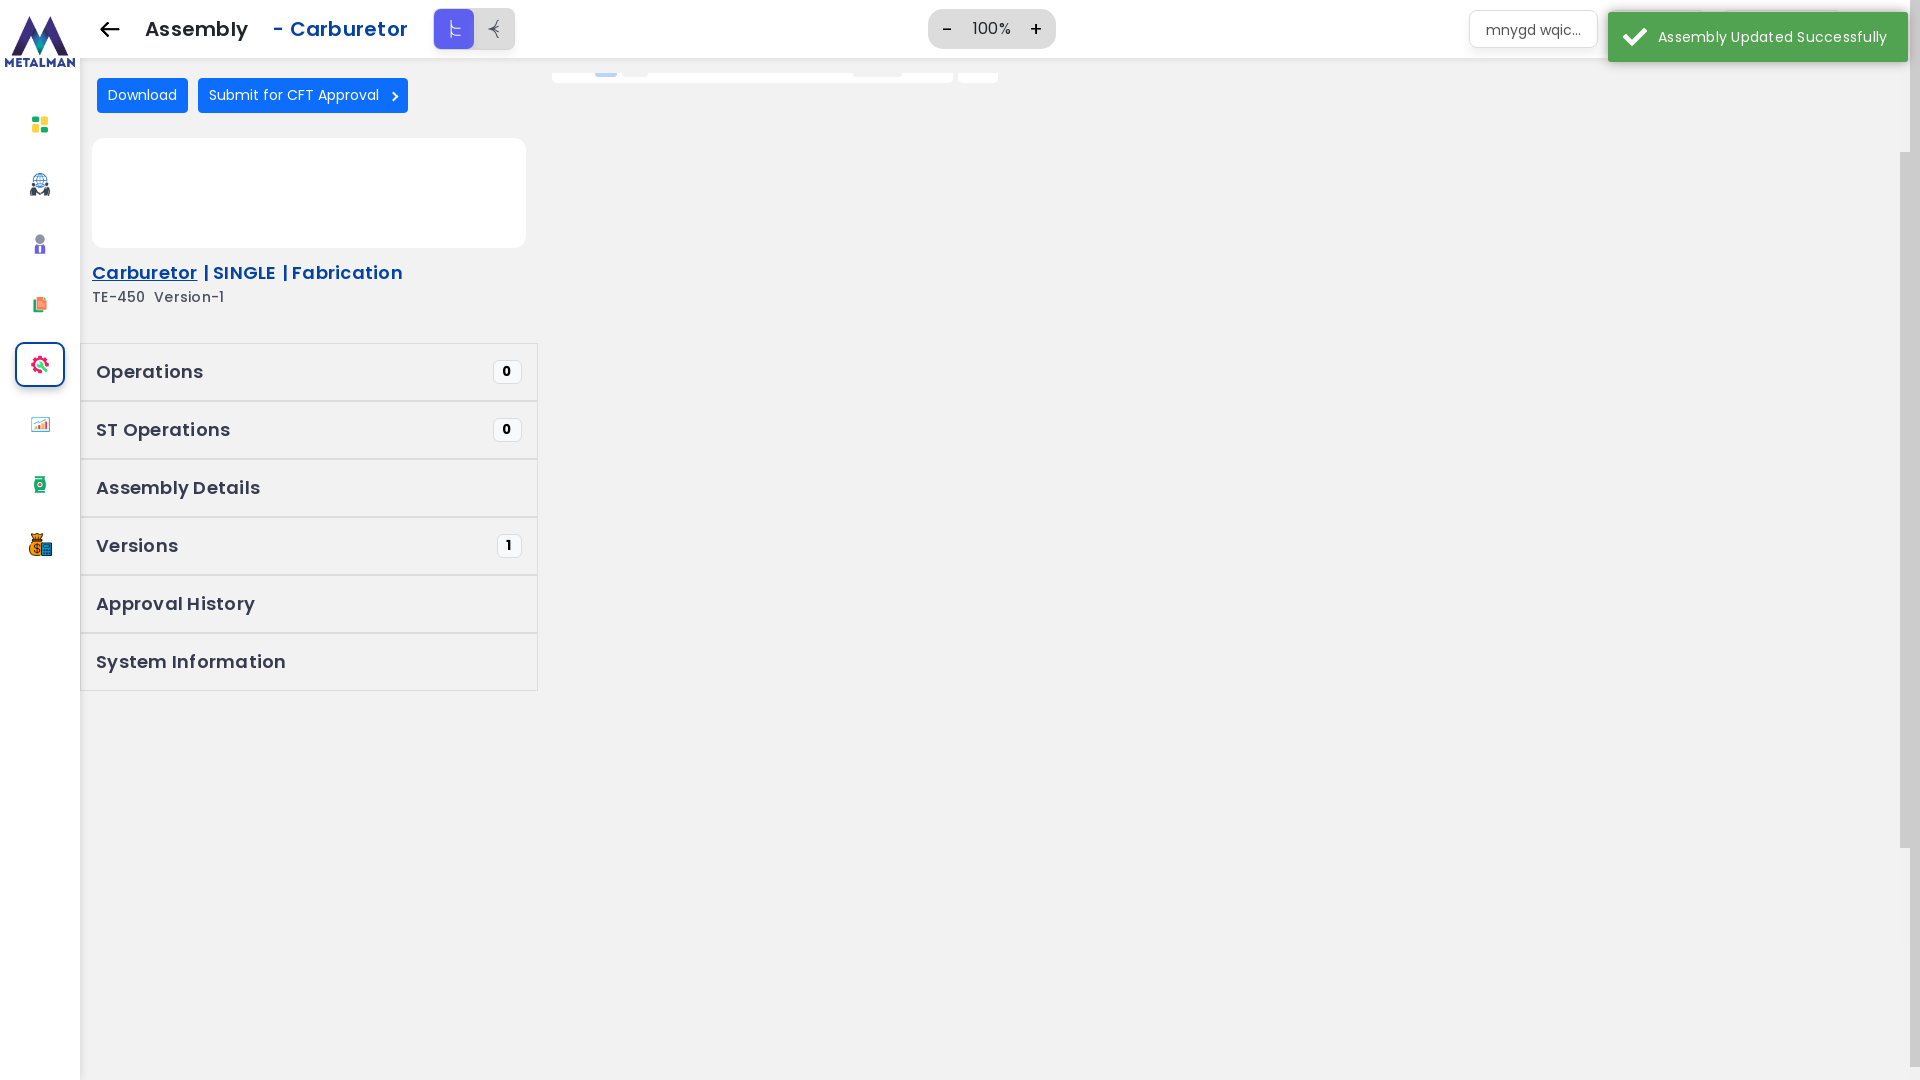 METALMAN
Assembly - Carburetor
- 100% +
mnygd wqic...
Assembly Updated Successfully
Download
Submit for CFT Approval
Carburetor | SINGLE | Fabrication
TE-450 Version-1
Operations 0
ST Operations 0
Assembly Details
Versions 1
Approval History
System Information